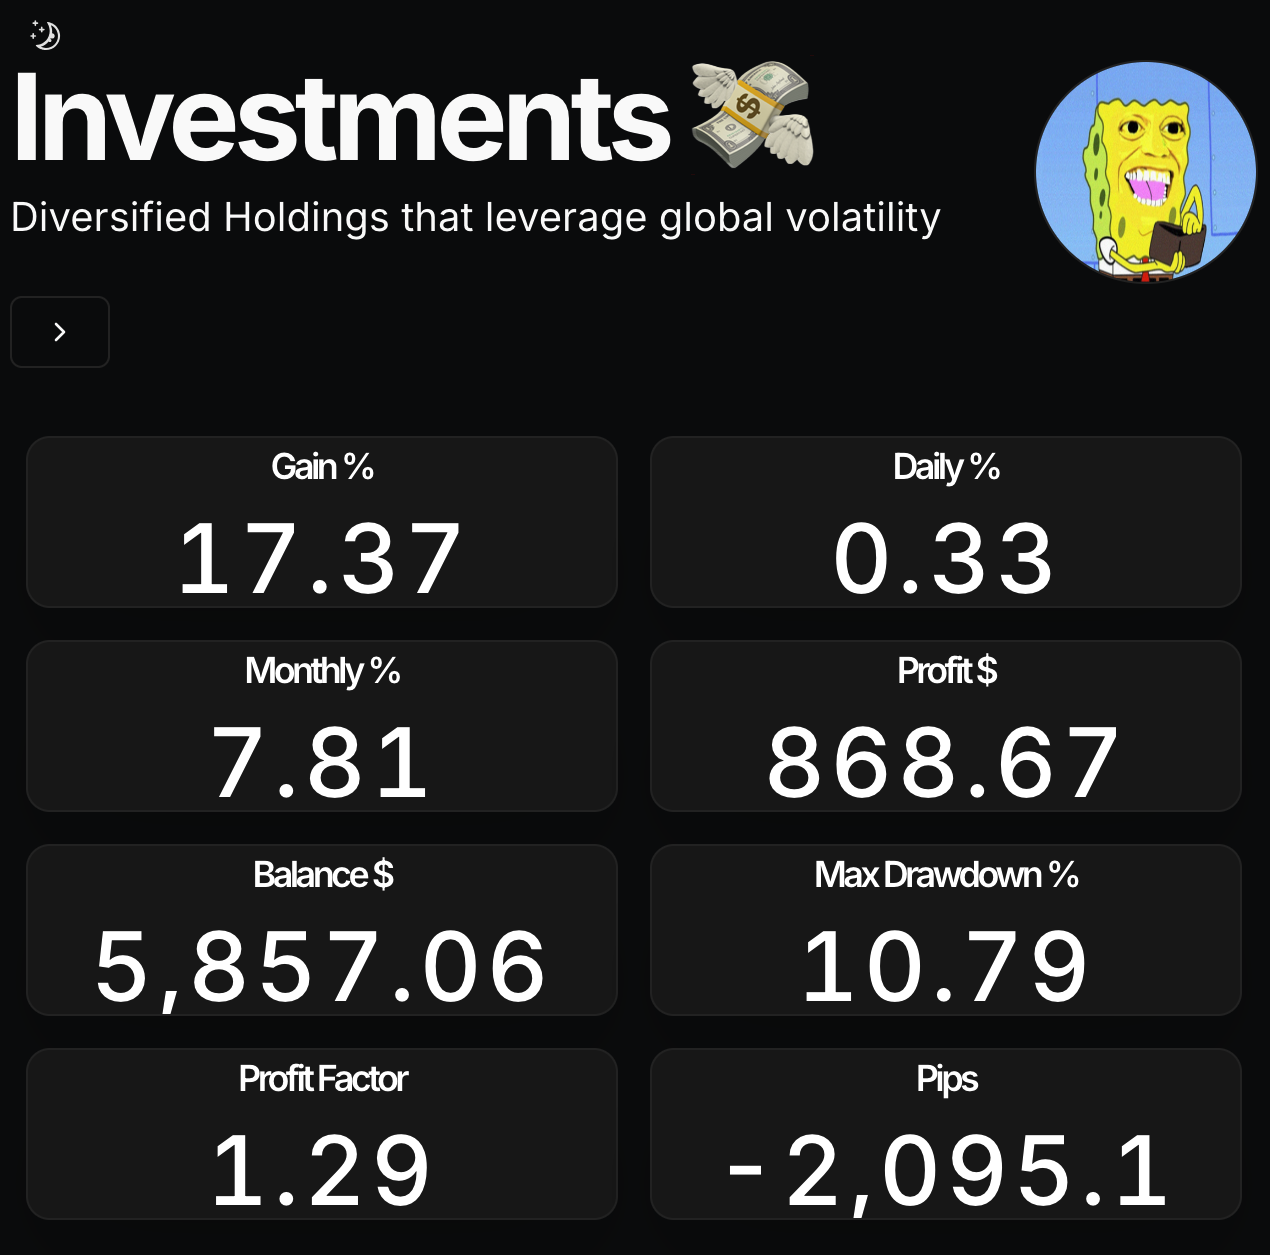 Investments 💸
Diversified Holdings that leverage global volatility
Gain %
17.37
Daily %
0.33
Monthly %
7.81
Profit $
868.67
Balance $
5,857.06
Max Drawdown %
10.79
Profit Factor
1.29
Pips
-2,095.1